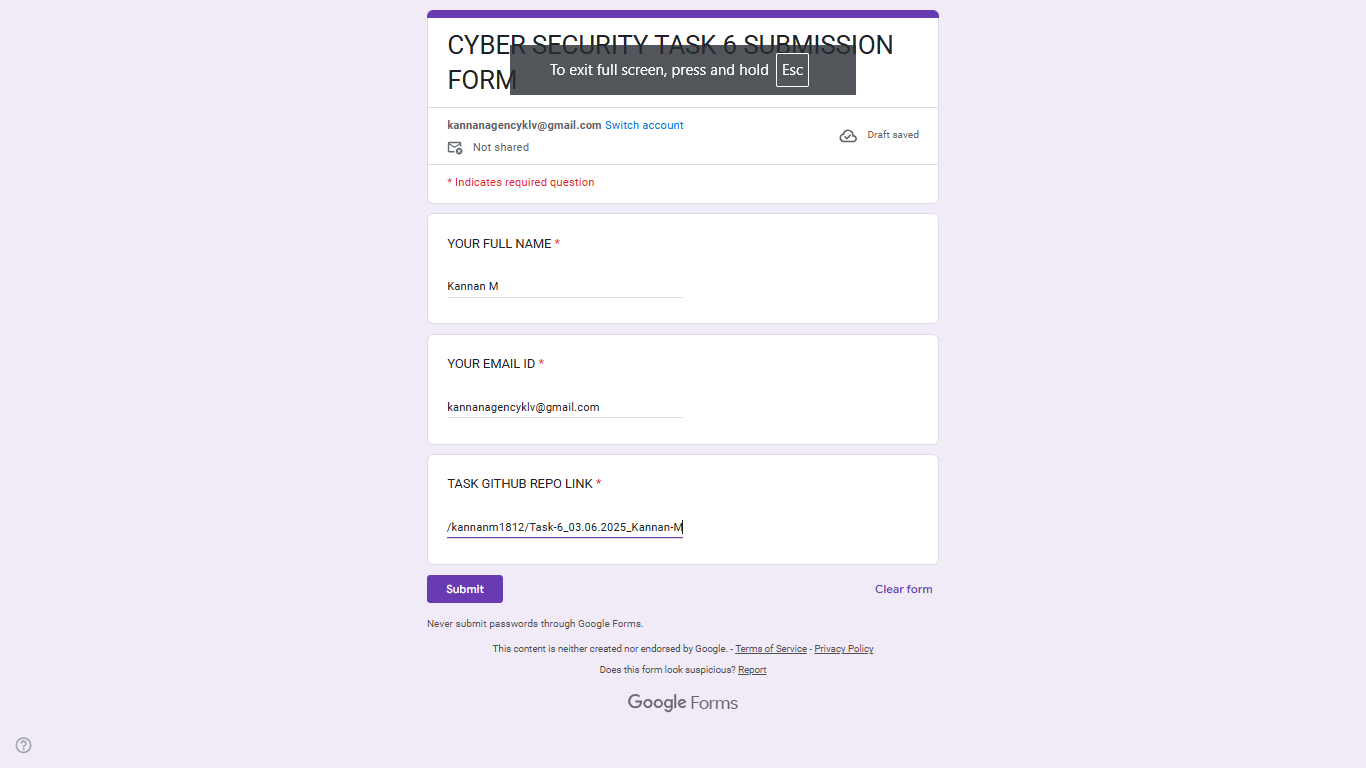 CYBER SECURITY TASK 6 SUBMISSION
FORM
To exit full screen, press and hold Esc
kannanagencyklv@gmail.com Switch account
Draft saved
Not shared
* Indicates required question
YOUR FULL NAME *
Kannan M
YOUR EMAIL ID *
kannanagencyklv@gmail.com
TASK GITHUB REPO LINK *
/kannanm1812/Task-6_03.06.2025_Kannan-M
Submit
Clear form
Never submit passwords through Google Forms.
This content is neither created nor endorsed by Google. - Terms of Service - Privacy Policy
Does this form look suspicious? Report
Google Forms